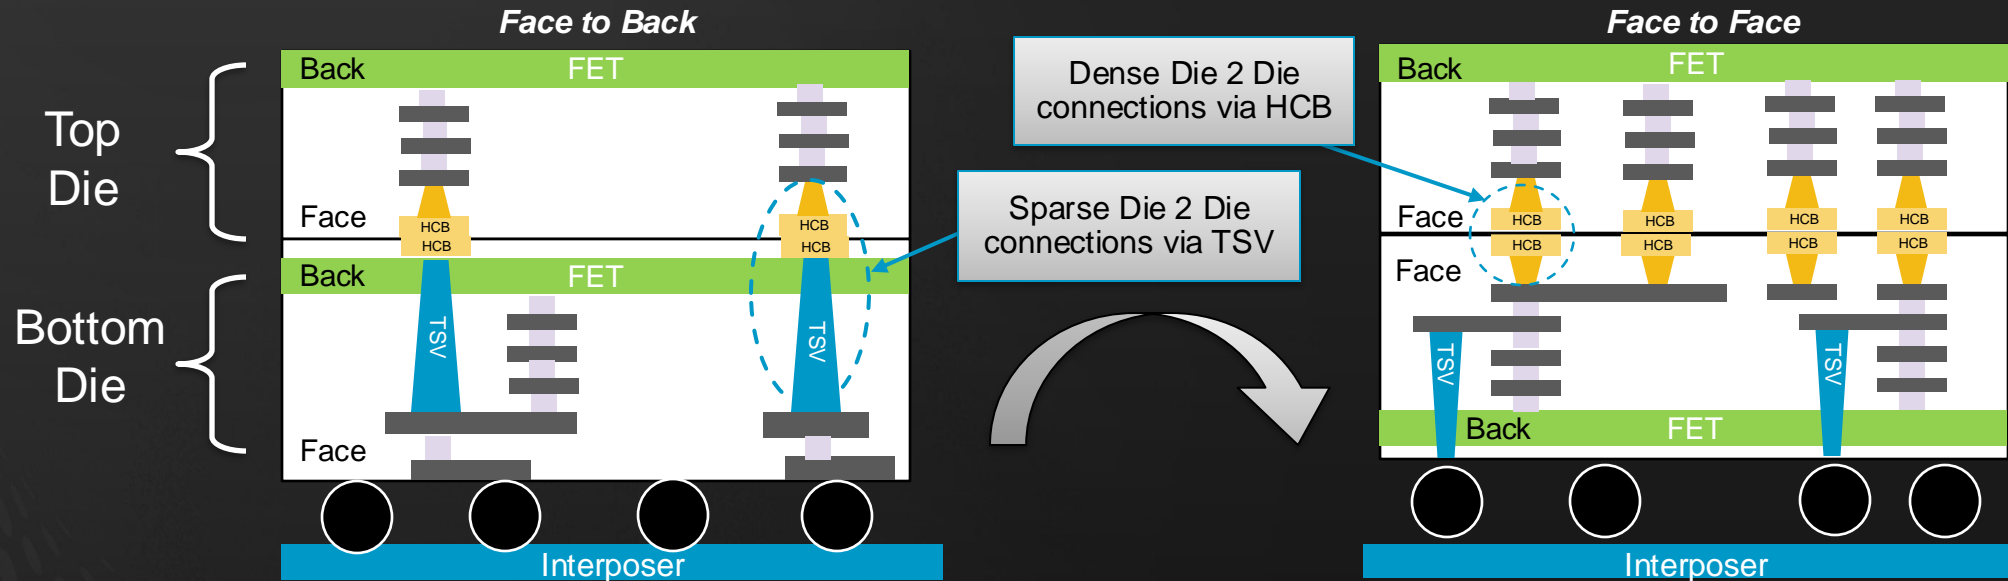 Face to Back
Face to Face
Top
Die
Bottom
Die
Back
FET
Face
HCB
HCB
HCB
HCB
Back
FET
TSV
TSV
Face
Interposer
Dense Die 2 Die
connections via HCB
Sparse Die 2 Die
connections via TSV
Back
FET
Face
HCB
HCB
HCB
HCB
HCB
HCB
HCB
HCB
Face
TSV
TSV
Back
FET
Interposer